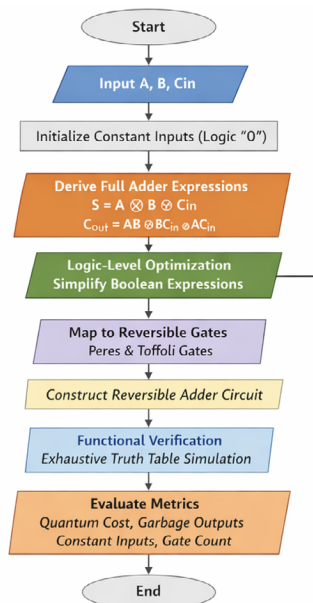 Start
Input A, B, Cin
Initialize Constant Inputs (Logic “0”)
Derive Full Adder Expressions
S = A ⊗ B ⊗ Cin
Cout = AB ⊗ BCin ⊗ ACin
Logic-Level Optimization
Simplify Boolean Expressions
Map to Reversible Gates
Peres & Toffoli Gates
Construct Reversible Adder Circuit
Functional Verification
Exhaustive Truth Table Simulation
Evaluate Metrics
Quantum Cost, Garbage Outputs
Constant Inputs, Gate Count
End